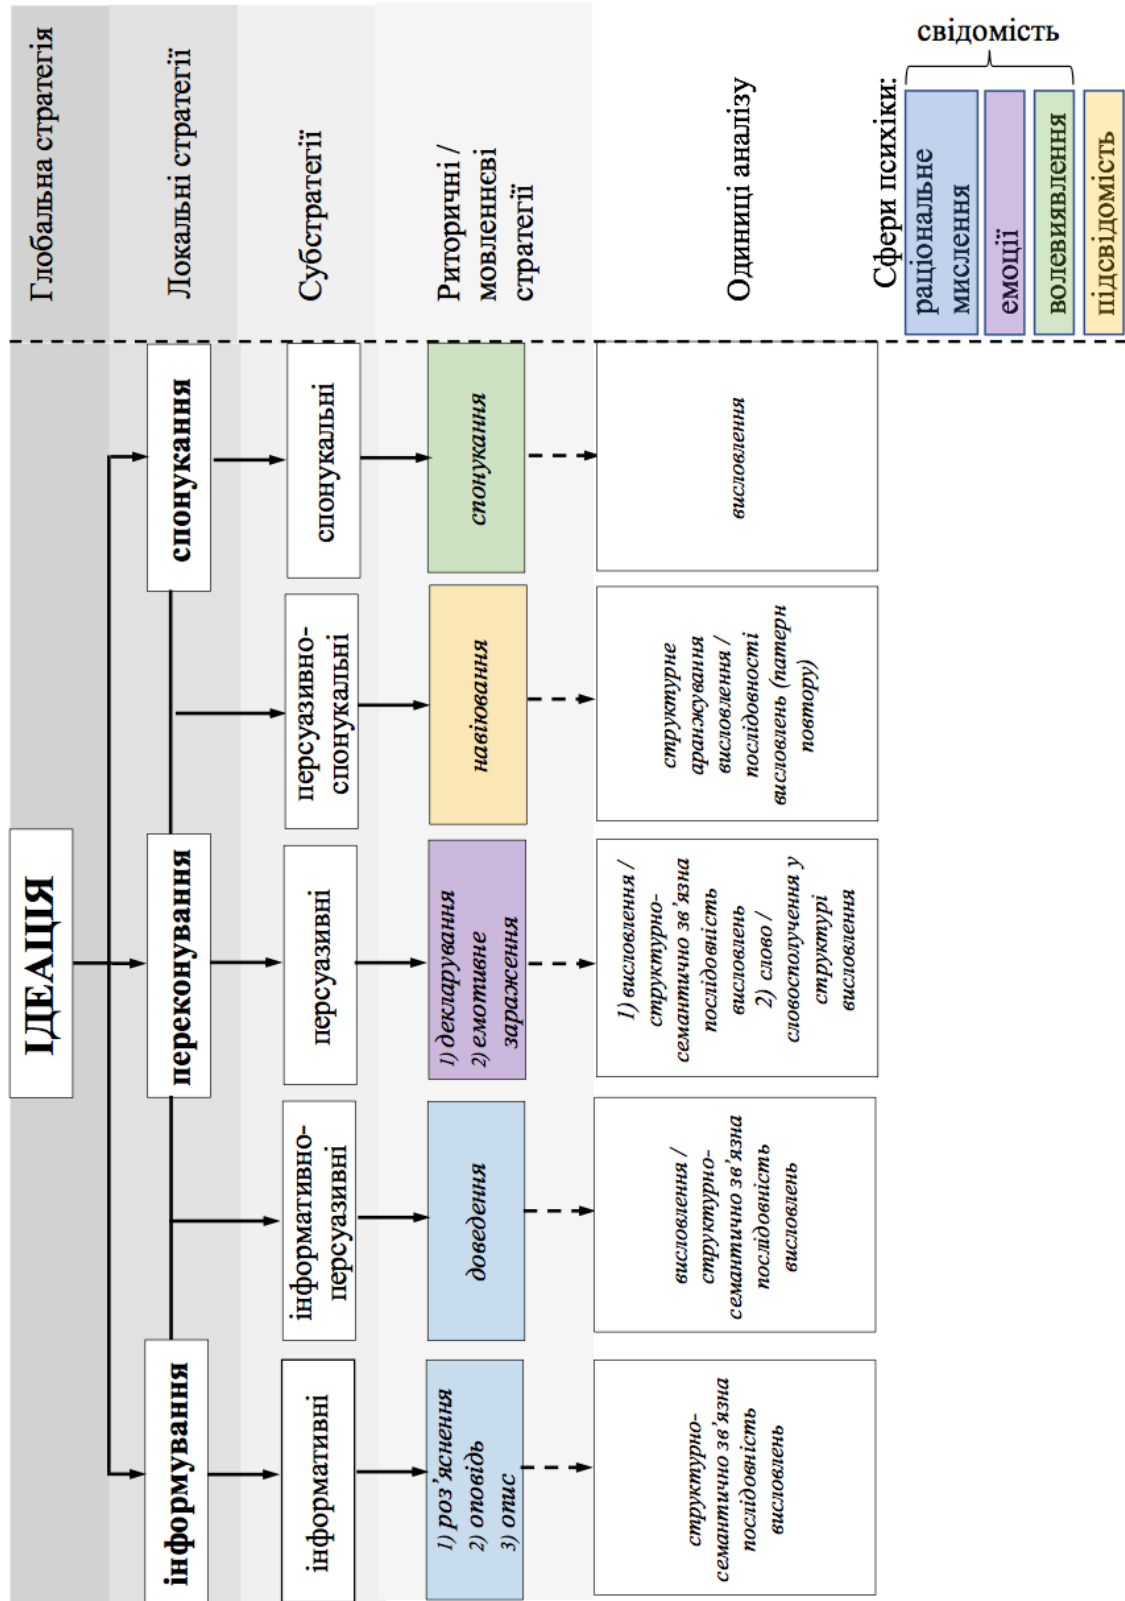 Глобальна стратегія
ІДЕАЦІЯ
Локальні стратегії
інформування
переконування
спонукання
Субстратегії
інформативні
інформативно-
персуазивні
персуазивні
персуазивно-
спонукальні
спонукальні
Риторичні /
мовленнєві
стратегії
1) роз’яснення
2) оповідь
3) опис
доведення
1) декларування
2) емотивне
зараження
навіювання
спонукання
Одиниці аналізу
структурно-
семантично зв’язна
послідовність
висловлень
висловлення /
структурно-
семантично зв’язна
послідовність
висловлень
1) висловлення /
структурно-
семантично зв’язна
послідовність
висловлень
2) слово /
словосполучення у
структурі
висловлення
структурне
аранжування
висловлення /
послідовності
висловлень (патерн
повтору)
висловлення
Сфери психіки:
раціональне
мислення
емоції
волевиявлення
підсвідомість
свідомість